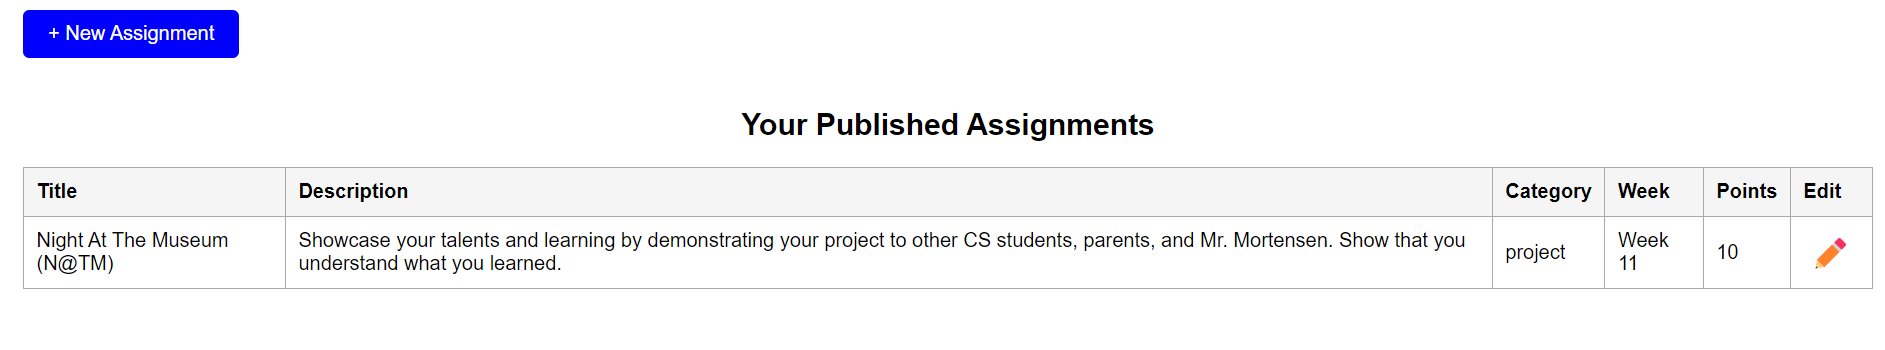 + New Assignment
Your Published Assignments
Title Description Category Week Points Edit
Night At The Museum
(N@TM)
Showcase your talents and learning by demonstrating your project to other CS students, parents, and Mr. Mortensen. Show that you
understand what you learned.
project
Week
11
10